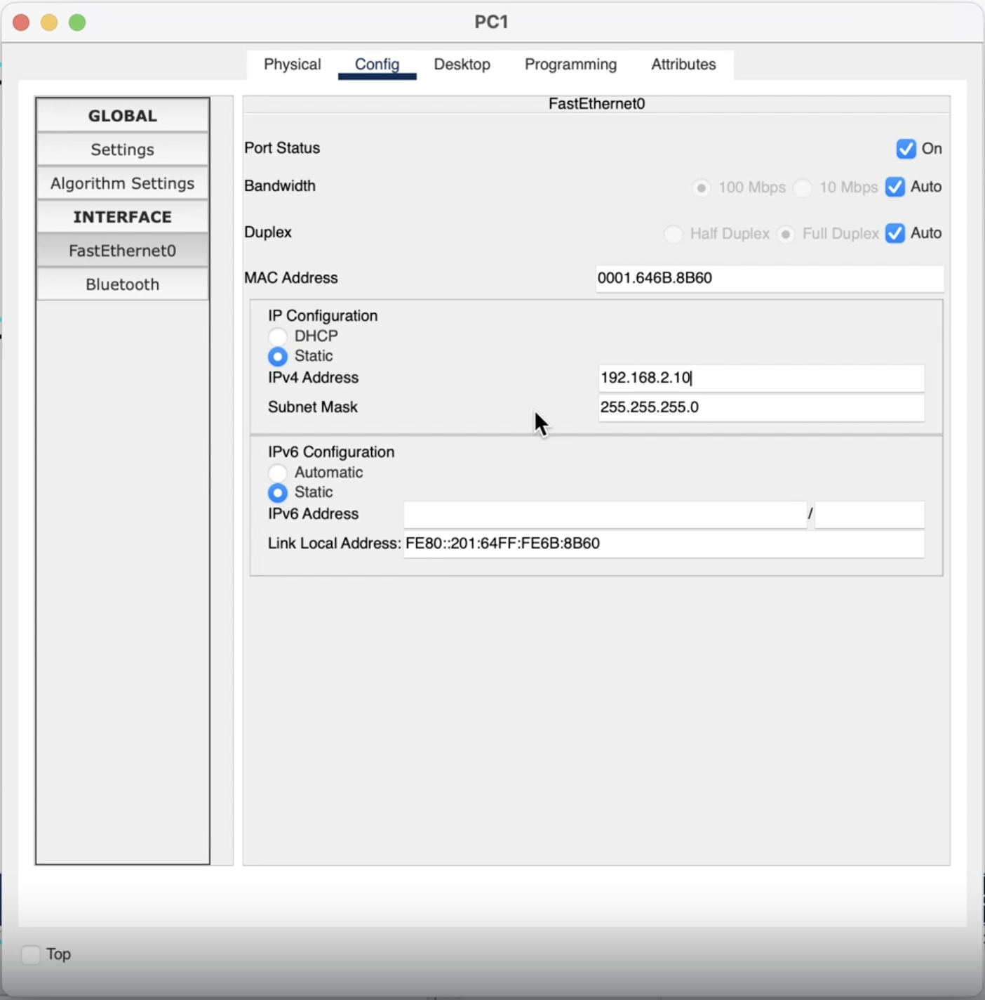 PC1
Physical Config Desktop Programming Attributes
GLOBAL
Settings
Algorithm Settings
INTERFACE
FastEthernet0
Bluetooth
FastEthernet0
Port Status On
Bandwidth 100 Mbps 10 Mbps Auto
Duplex Half Duplex Full Duplex Auto
MAC Address 0001.646B.8B60
IP Configuration
DHCP
Static
IPv4 Address 192.168.2.10
Subnet Mask 255.255.255.0
IPv6 Configuration
Automatic
Static
IPv6 Address /
Link Local Address: FE80::201:64FF:FE6B:8B60
Top